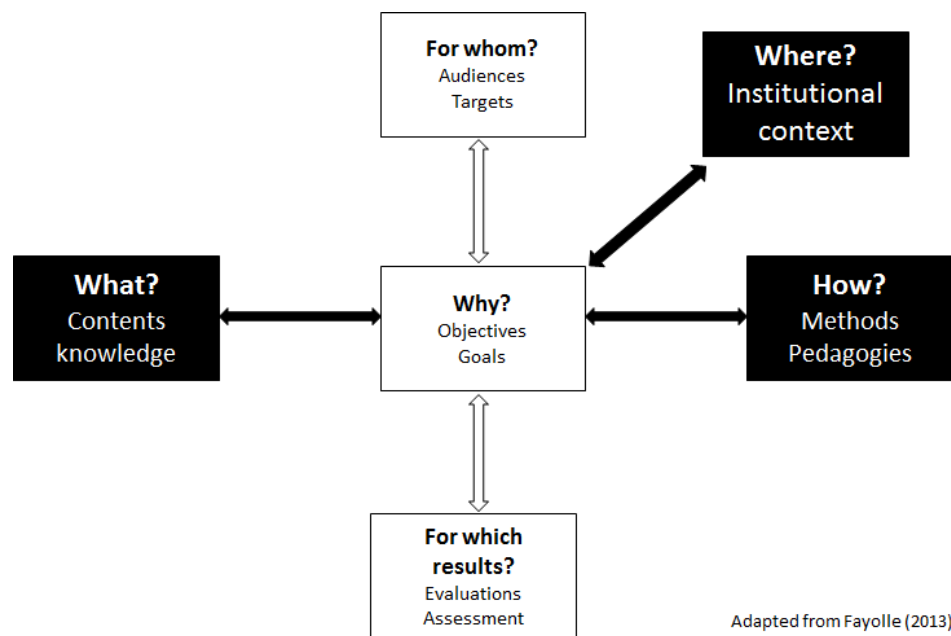 For whom?
Audiences
Targets
Where?
Institutional
context
What?
Contents
knowledge
Why?
Objectives
Goals
How?
Methods
Pedagogies
For which
results?
Evaluations
Assessment
Adapted from Fayolle (2013)